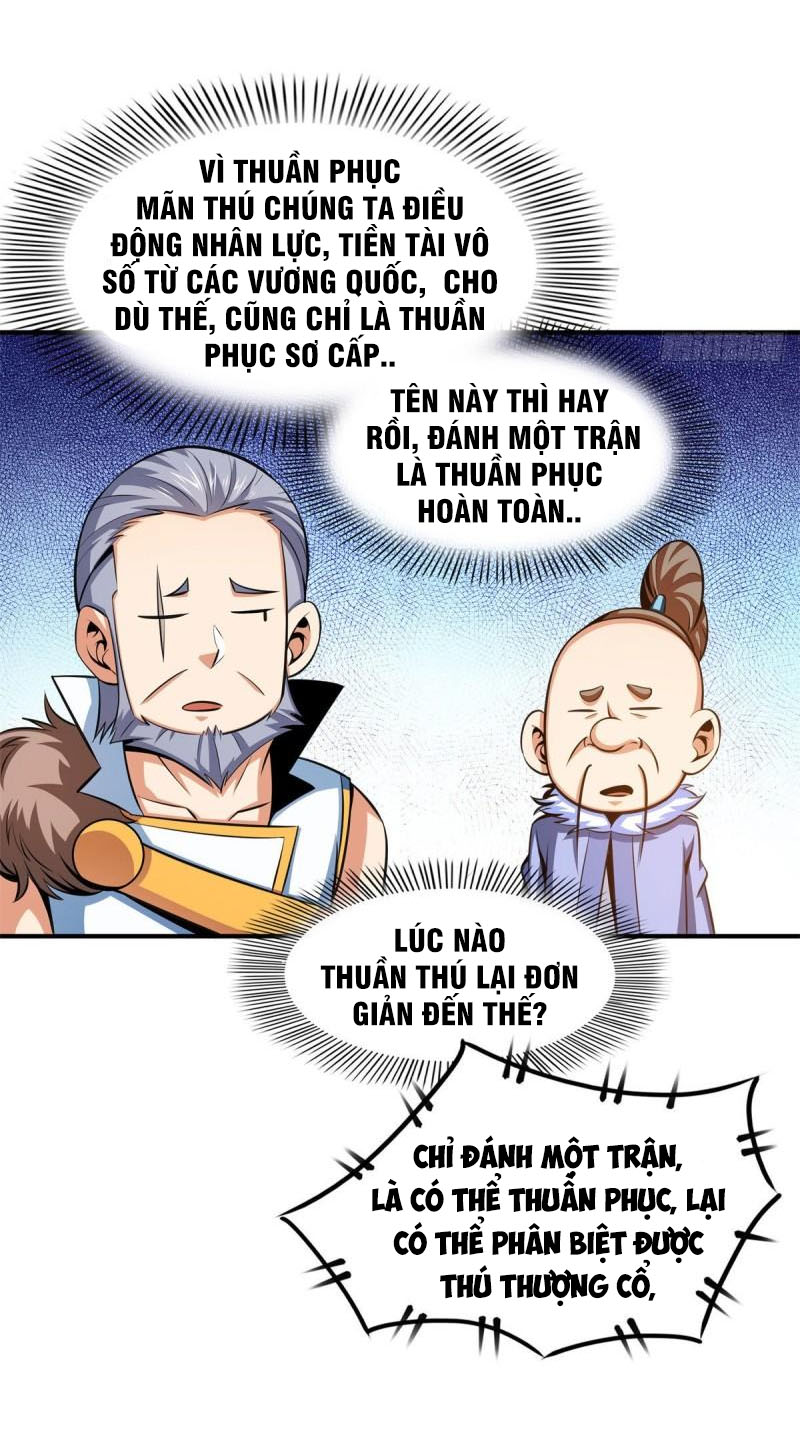 VÌ THUẦN PHỤC
MÃN THÚ CHÚNG TA ĐIỀU
ĐỘNG NHÂN LỰC, TIỀN TÀI VÔ
SỐ TỪ CÁC VƯƠNG QUỐC, CHO
DÙ THẾ, CŨNG CHỈ LÀ THUẦN
PHỤC SƠ CẤP..
TÊN NÀY THÌ HAY
RỒI, ĐÁNH MỘT TRẬN
LÀ THUẦN PHỤC
HOÀN TOÀN..
LÚC NÀO
THUẦN THÚ LẠI ĐƠN
GIẢN ĐẾN THẾ?
CHỈ ĐÁNH MỘT TRẬN,
LÀ CÓ THỂ THUẦN PHỤC, LẠI
CÓ THỂ PHÂN BIỆT ĐƯỢC
THÚ THƯỢNG CỔ,